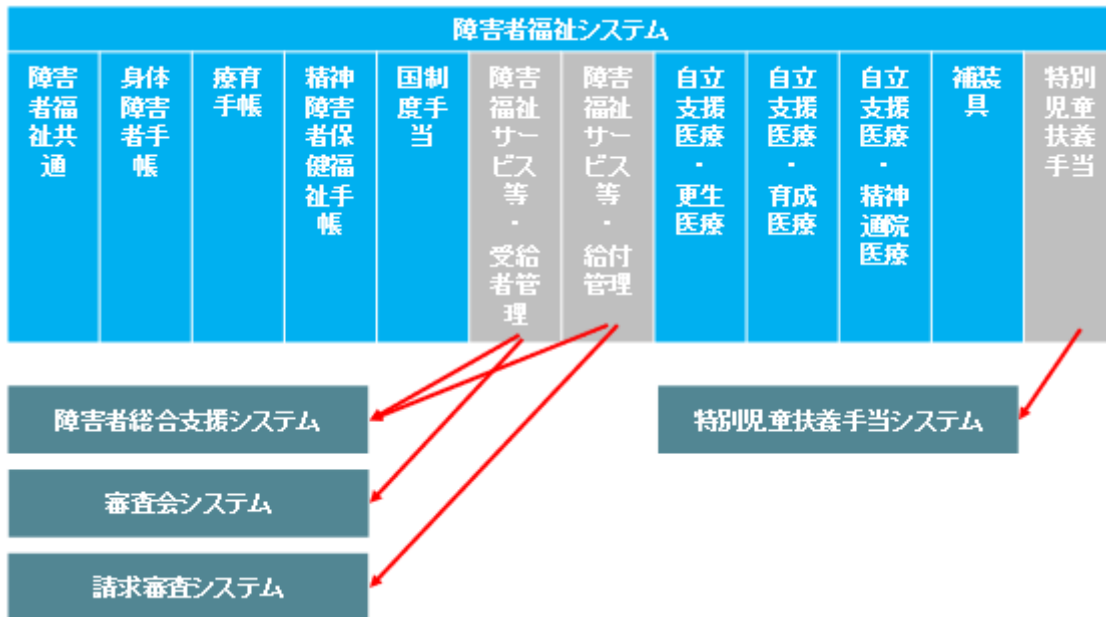 障害者福祉システム
障害
者福
祉共
通
身体
障害
者手
帳
療育
手帳
精神
障害
者保
健福
祉手
帳
国制
度手
当
障害
福祉
サー
ビス
等
・
受給
者管
理
障害
福祉
サー
ビス
等
・
給付
管理
自立
支援
医療
・
更生
医療
自立
支援
医療
・
育成
医療
自立
支援
医療
・
精神
通院
医療
補装
具
特別
児童
扶養
手当
障害者総合支援システム
特別児童扶養手当システム
審査会システム
請求審査システム